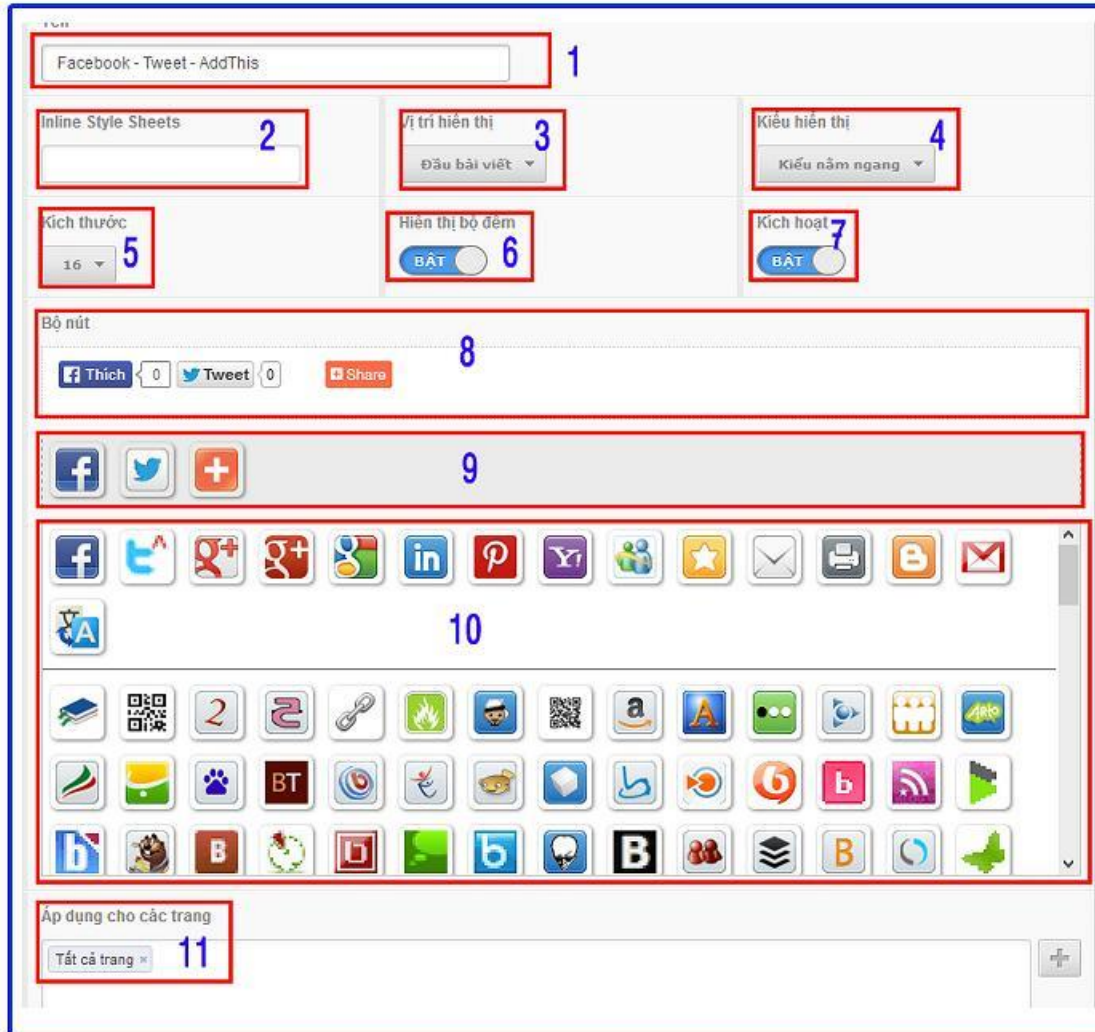 Tên
Facebook - Tweet - AddThis
1
Inline Style Sheets
2
Vị trí hiển thị
3
Kiểu hiển thị
4
Đầu bài viết
Kiểu nằm ngang
Kích thước
5
Hiển thị bộ đếm
6
Kích hoạt
7
16
BẬT
BẬT
Bộ nút
8
Thích
0
Tweet
0
Share
9
10
BT
Áp dụng cho các trang
11
Tất cả trang ×